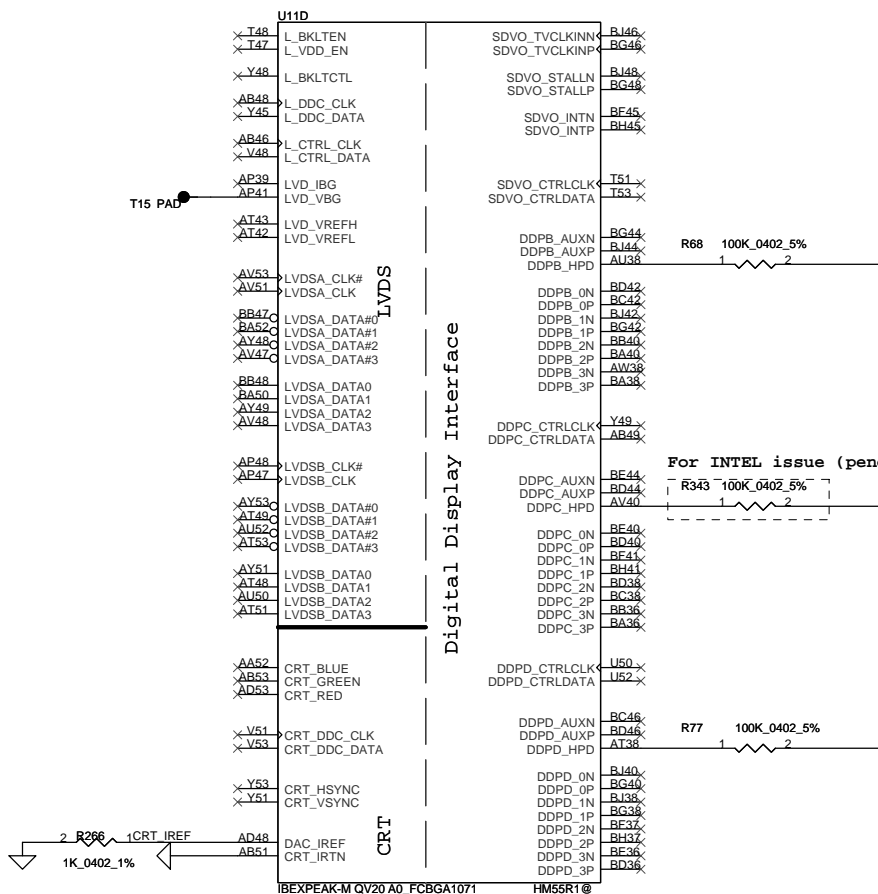 U11D
T48 L_BKLTEN
T47 L_VDD_EN
Y48 L_BKLTCTL
AB48 L_DDC_CLK
Y45 L_DDC_DATA
AB46 L_CTRL_CLK
V48 L_CTRL_DATA
AP39 LVD_IBG
AP41 LVD_VBG
T15 PAD
AT43 LVD_VREFH
AT42 LVD_VREFL
AV53 LVDSA_CLK#
AV51 LVDSA_CLK
BB47 LVDSA_DATA#0
BA52 LVDSA_DATA#1
AY48 LVDSA_DATA#2
AV47 LVDSA_DATA#3
BB48 LVDSA_DATA0
BA50 LVDSA_DATA1
AY49 LVDSA_DATA2
AV48 LVDSA_DATA3
AP48 LVDSB_CLK#
AP47 LVDSB_CLK
AY53 LVDSB_DATA#0
AT49 LVDSB_DATA#1
AU52 LVDSB_DATA#2
AT53 LVDSB_DATA#3
AY51 LVDSB_DATA0
AT48 LVDSB_DATA1
AU50 LVDSB_DATA2
AT51 LVDSB_DATA3
LVDS
AA52 CRT_BLUE
AB53 CRT_GREEN
AD53 CRT_RED
V51 CRT_DDC_CLK
V53 CRT_DDC_DATA
Y53 CRT_HSYNC
Y51 CRT_VSYNC
2 R266 1 CRT_IREF AD48 DAC_IREF
1K_0402_1% AB51 CRT_IRTN
CRT
Digital Display Interface
SDVO_TVCLKINN BJ46
SDVO_TVCLKINP BG46
SDVO_STALLN BJ48
SDVO_STALLP BG48
SDVO_INTN BF45
SDVO_INTP BH45
SDVO_CTRLCLK T51
SDVO_CTRLDATA T53
DDPB_AUXN BG44
DDPB_AUXP BJ44
DDPB_HPD AU38
R68 100K_0402_5%
1 2
DDPB_0N BD42
DDPB_0P BC42
DDPB_1N BJ42
DDPB_1P BG42
DDPB_2N BB40
DDPB_2P BA40
DDPB_3N AW38
DDPB_3P BA38
DDPC_CTRLCLK Y49
DDPC_CTRLDATA AB49
For INTEL issue (pen
DDPC_AUXN BE44
DDPC_AUXP BD44
DDPC_HPD AV40
R343 100K_0402_5%
1 2
DDPC_0N BE40
DDPC_0P BD40
DDPC_1N BF41
DDPC_1P BH41
DDPC_2N BD38
DDPC_2P BC38
DDPC_3N BB36
DDPC_3P BA36
DDPD_CTRLCLK U50
DDPD_CTRLDATA U52
DDPD_AUXN BC46
DDPD_AUXP BD46
DDPD_HPD AT38
R77 100K_0402_5%
1 2
DDPD_0N BJ40
DDPD_0P BG40
DDPD_1N BJ38
DDPD_1P BG38
DDPD_2N BF37
DDPD_2P BH37
DDPD_3N BE36
DDPD_3P BD36
IBEXPEAK-M QV20 A0_FCBGA1071 HM55R1@